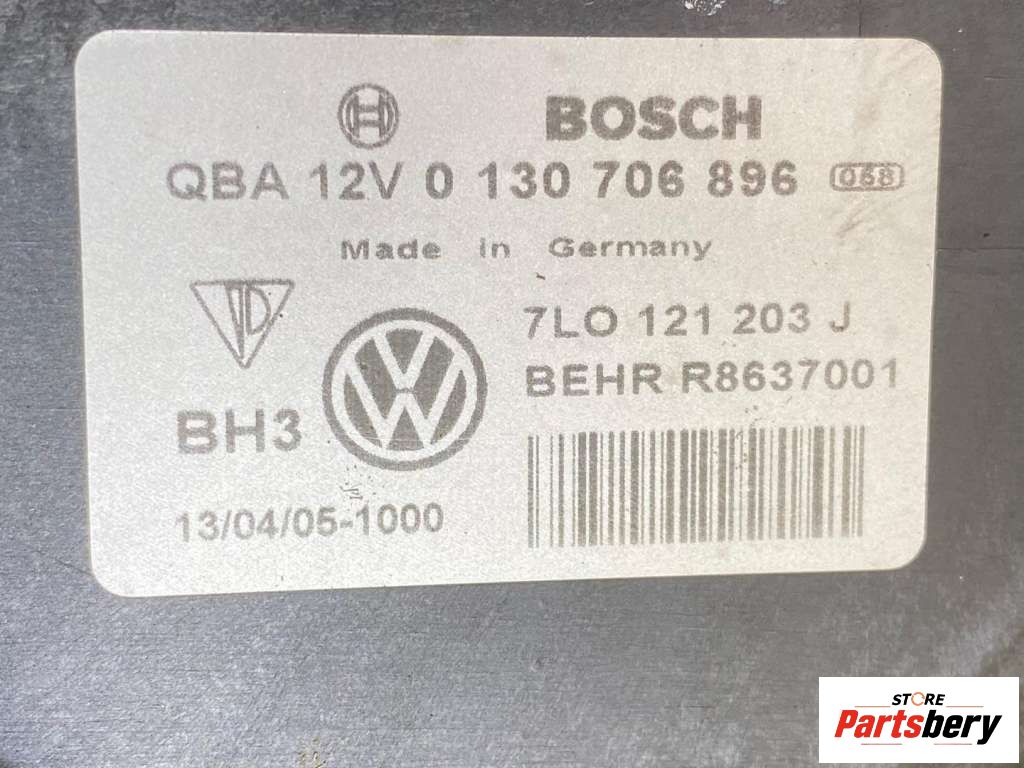 BOSCH
QBA 12V 0 130 706 896 068
Made in Germany
7LO 121 203 J
BEHR R8637001
BH3
13/04/05-1000
STORE
Partsbery